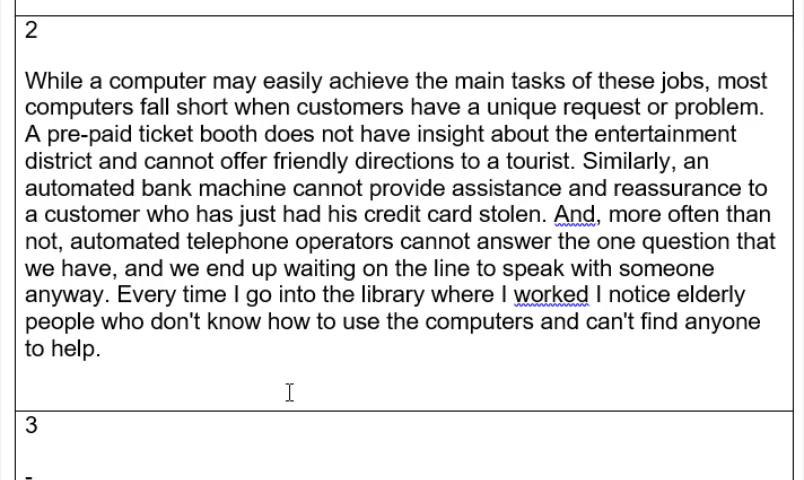 2
While a computer may easily achieve the main tasks of these jobs, most
computers fall short when customers have a unique request or problem.
A pre-paid ticket booth does not have insight about the entertainment
district and cannot offer friendly directions to a tourist. Similarly, an
automated bank machine cannot provide assistance and reassurance to
a customer who has just had his credit card stolen. And, more often than
not, automated telephone operators cannot answer the one question that
we have, and we end up waiting on the line to speak with someone
anyway. Every time I go into the library where I worked I notice elderly
people who don't know how to use the computers and can't find anyone
to help.
3
-